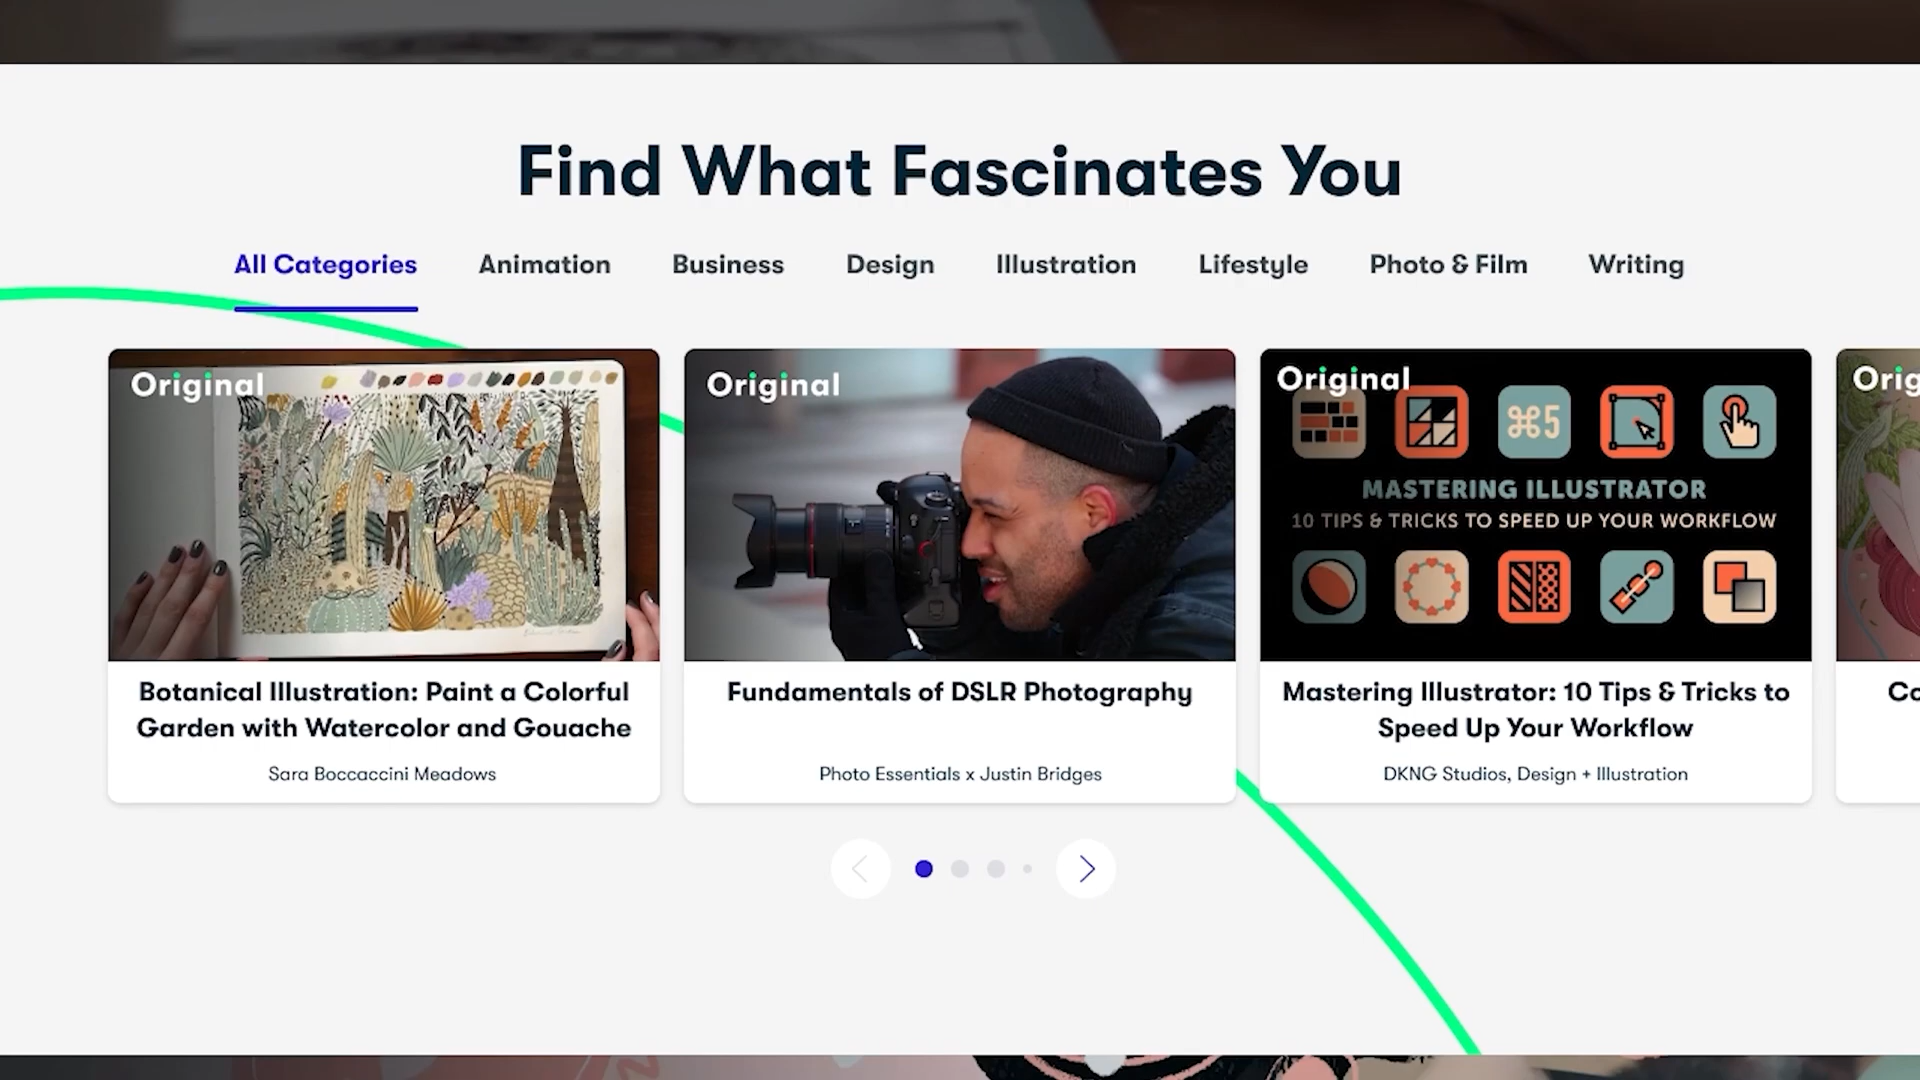 Find What Fascinates You
All Categories Animation Business Design Illustration Lifestyle Photo & Film Writing
Original
Botanical Illustration: Paint a Colorful
Garden with Watercolor and Gouache
Sara Boccaccini Meadows
Original
Fundamentals of DSLR Photography
Photo Essentials x Justin Bridges
Original
⌘5
MASTERING ILLUSTRATOR
10 TIPS & TRICKS TO SPEED UP YOUR WORKFLOW
Mastering Illustrator: 10 Tips & Tricks to
Speed Up Your Workflow
DKNG Studios, Design + Illustration
Orig
Co